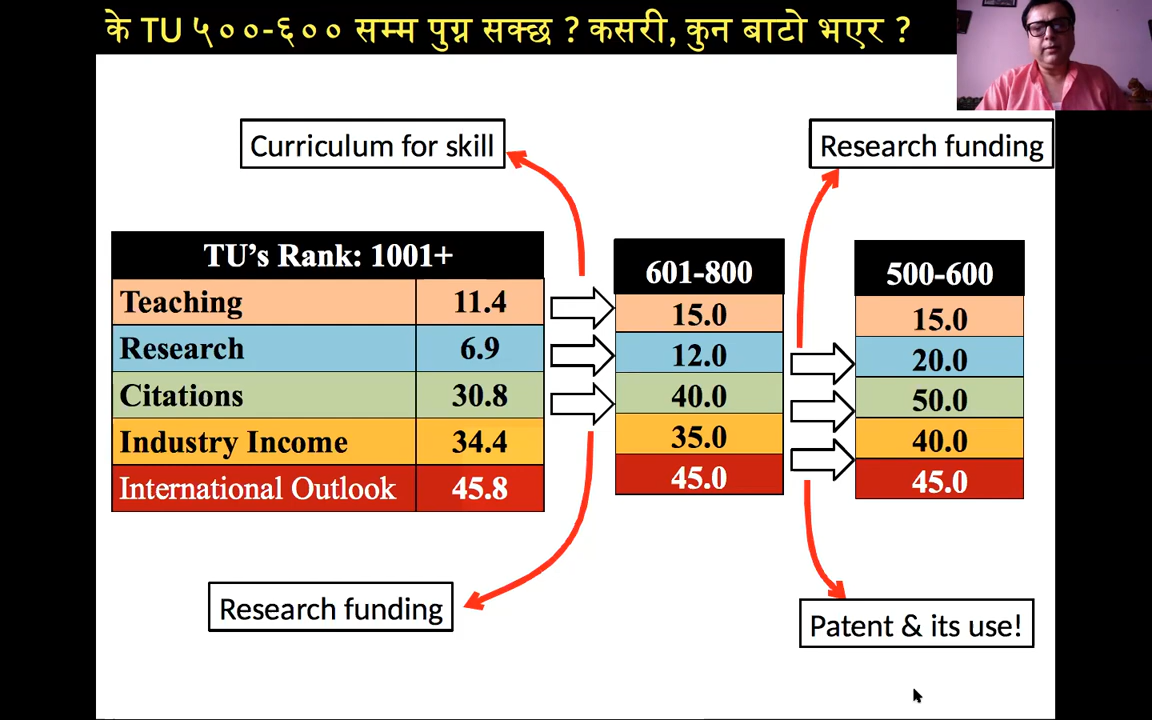 के TU ५००-६०० सम्म पुग्न सक्छ ? कसरी, कुन बाटो भएर ?
Curriculum for skill
Research funding
TU's Rank: 1001+
Teaching 11.4
Research 6.9
Citations 30.8
Industry Income 34.4
International Outlook 45.8
601-800
15.0
12.0
40.0
35.0
45.0
500-600
15.0
20.0
50.0
40.0
45.0
Research funding
Patent & its use!